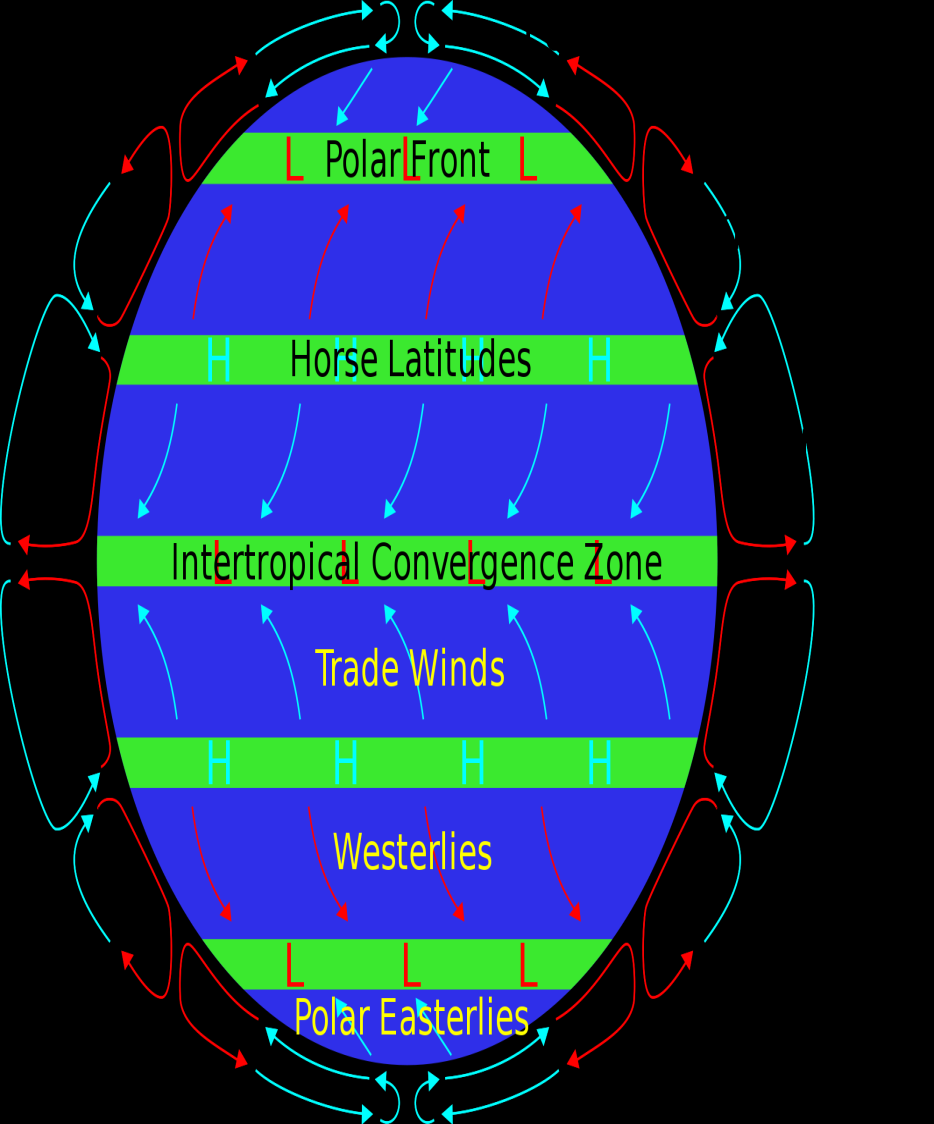 L L L
Polar Front
H H H H
Horse Latitudes
L L L L
Intertropical Convergence Zone
Trade Winds
H H H H
Westerlies
L L L
Polar Easterlies